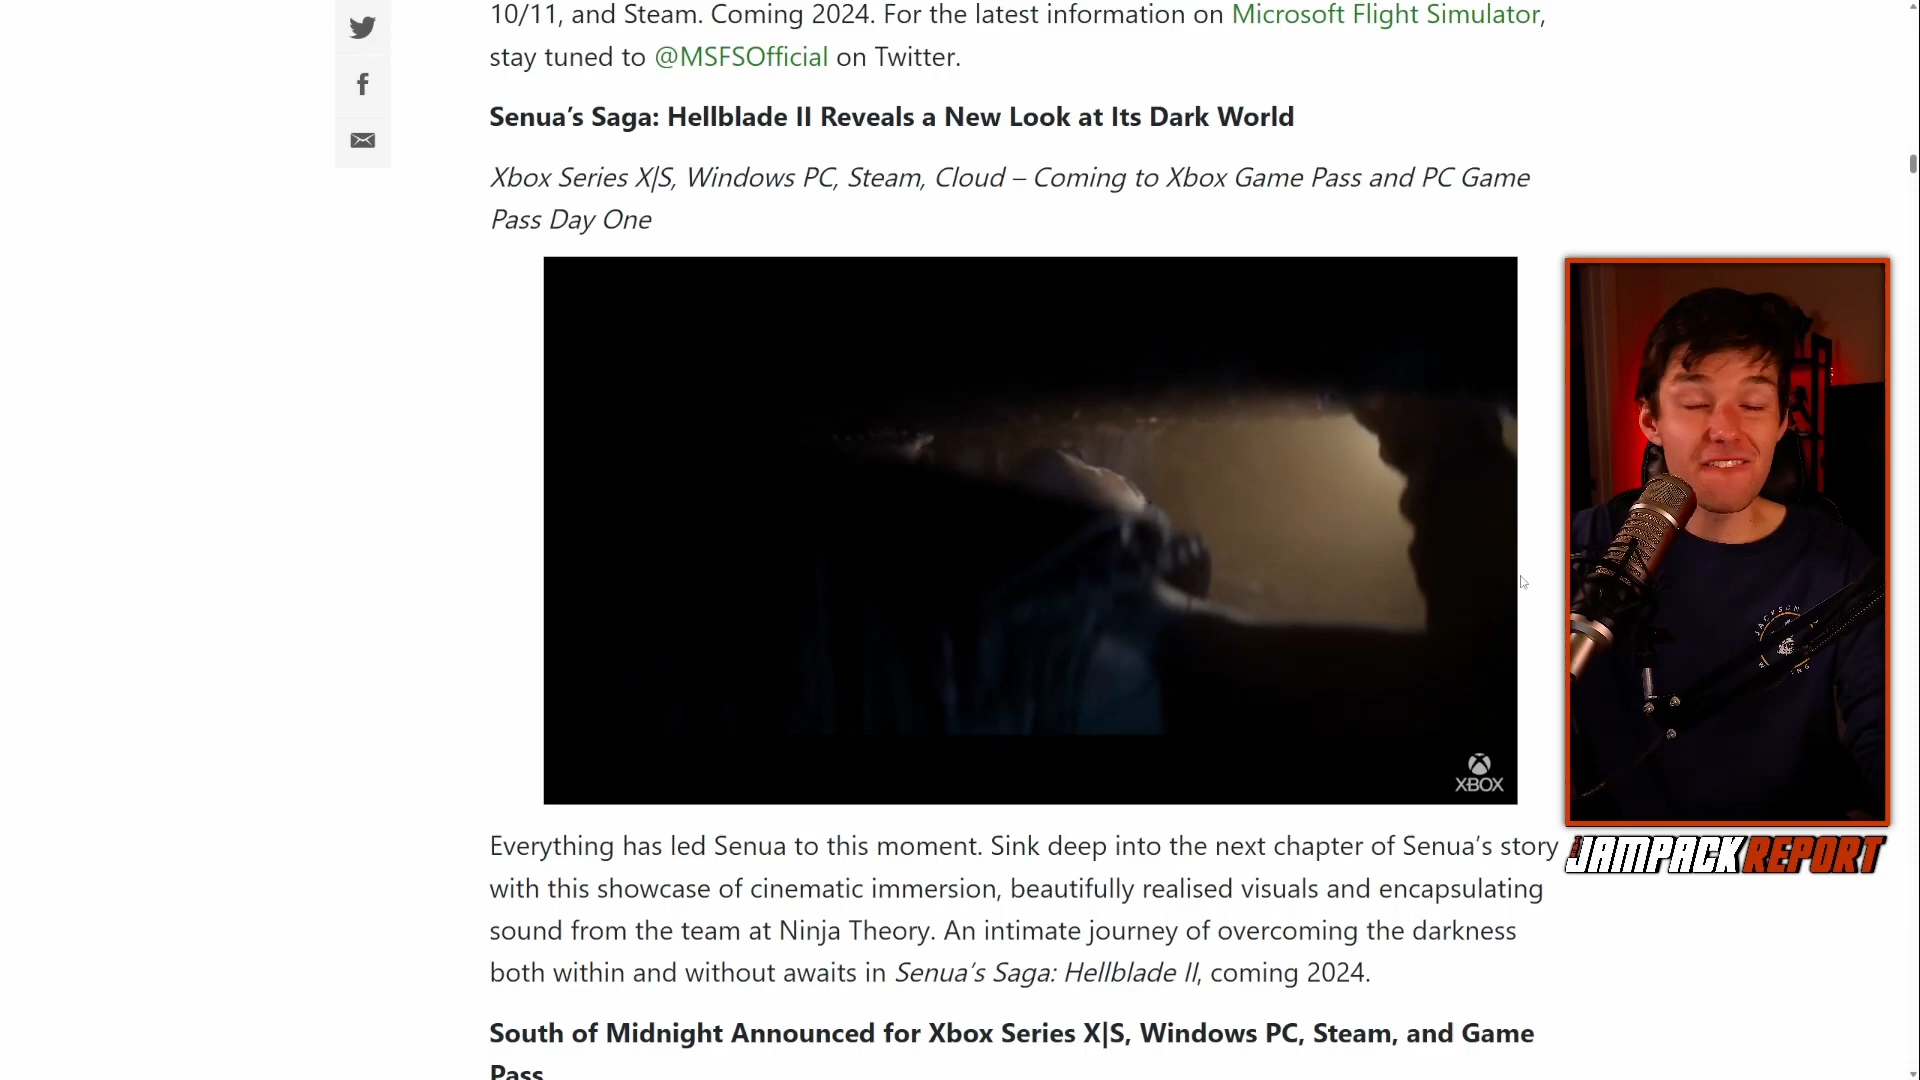 10/11, and Steam. Coming 2024. For the latest information on Microsoft Flight Simulator,
stay tuned to @MSFSOfficial on Twitter.
Senua’s Saga: Hellblade II Reveals a New Look at Its Dark World
Xbox Series X|S, Windows PC, Steam, Cloud – Coming to Xbox Game Pass and PC Game
Pass Day One
XBOX
JAMPACK REPORT
Everything has led Senua to this moment. Sink deep into the next chapter of Senua’s story
with this showcase of cinematic immersion, beautifully realised visuals and encapsulating
sound from the team at Ninja Theory. An intimate journey of overcoming the darkness
both within and without awaits in Senua’s Saga: Hellblade II, coming 2024.
South of Midnight Announced for Xbox Series X|S, Windows PC, Steam, and Game
Pass